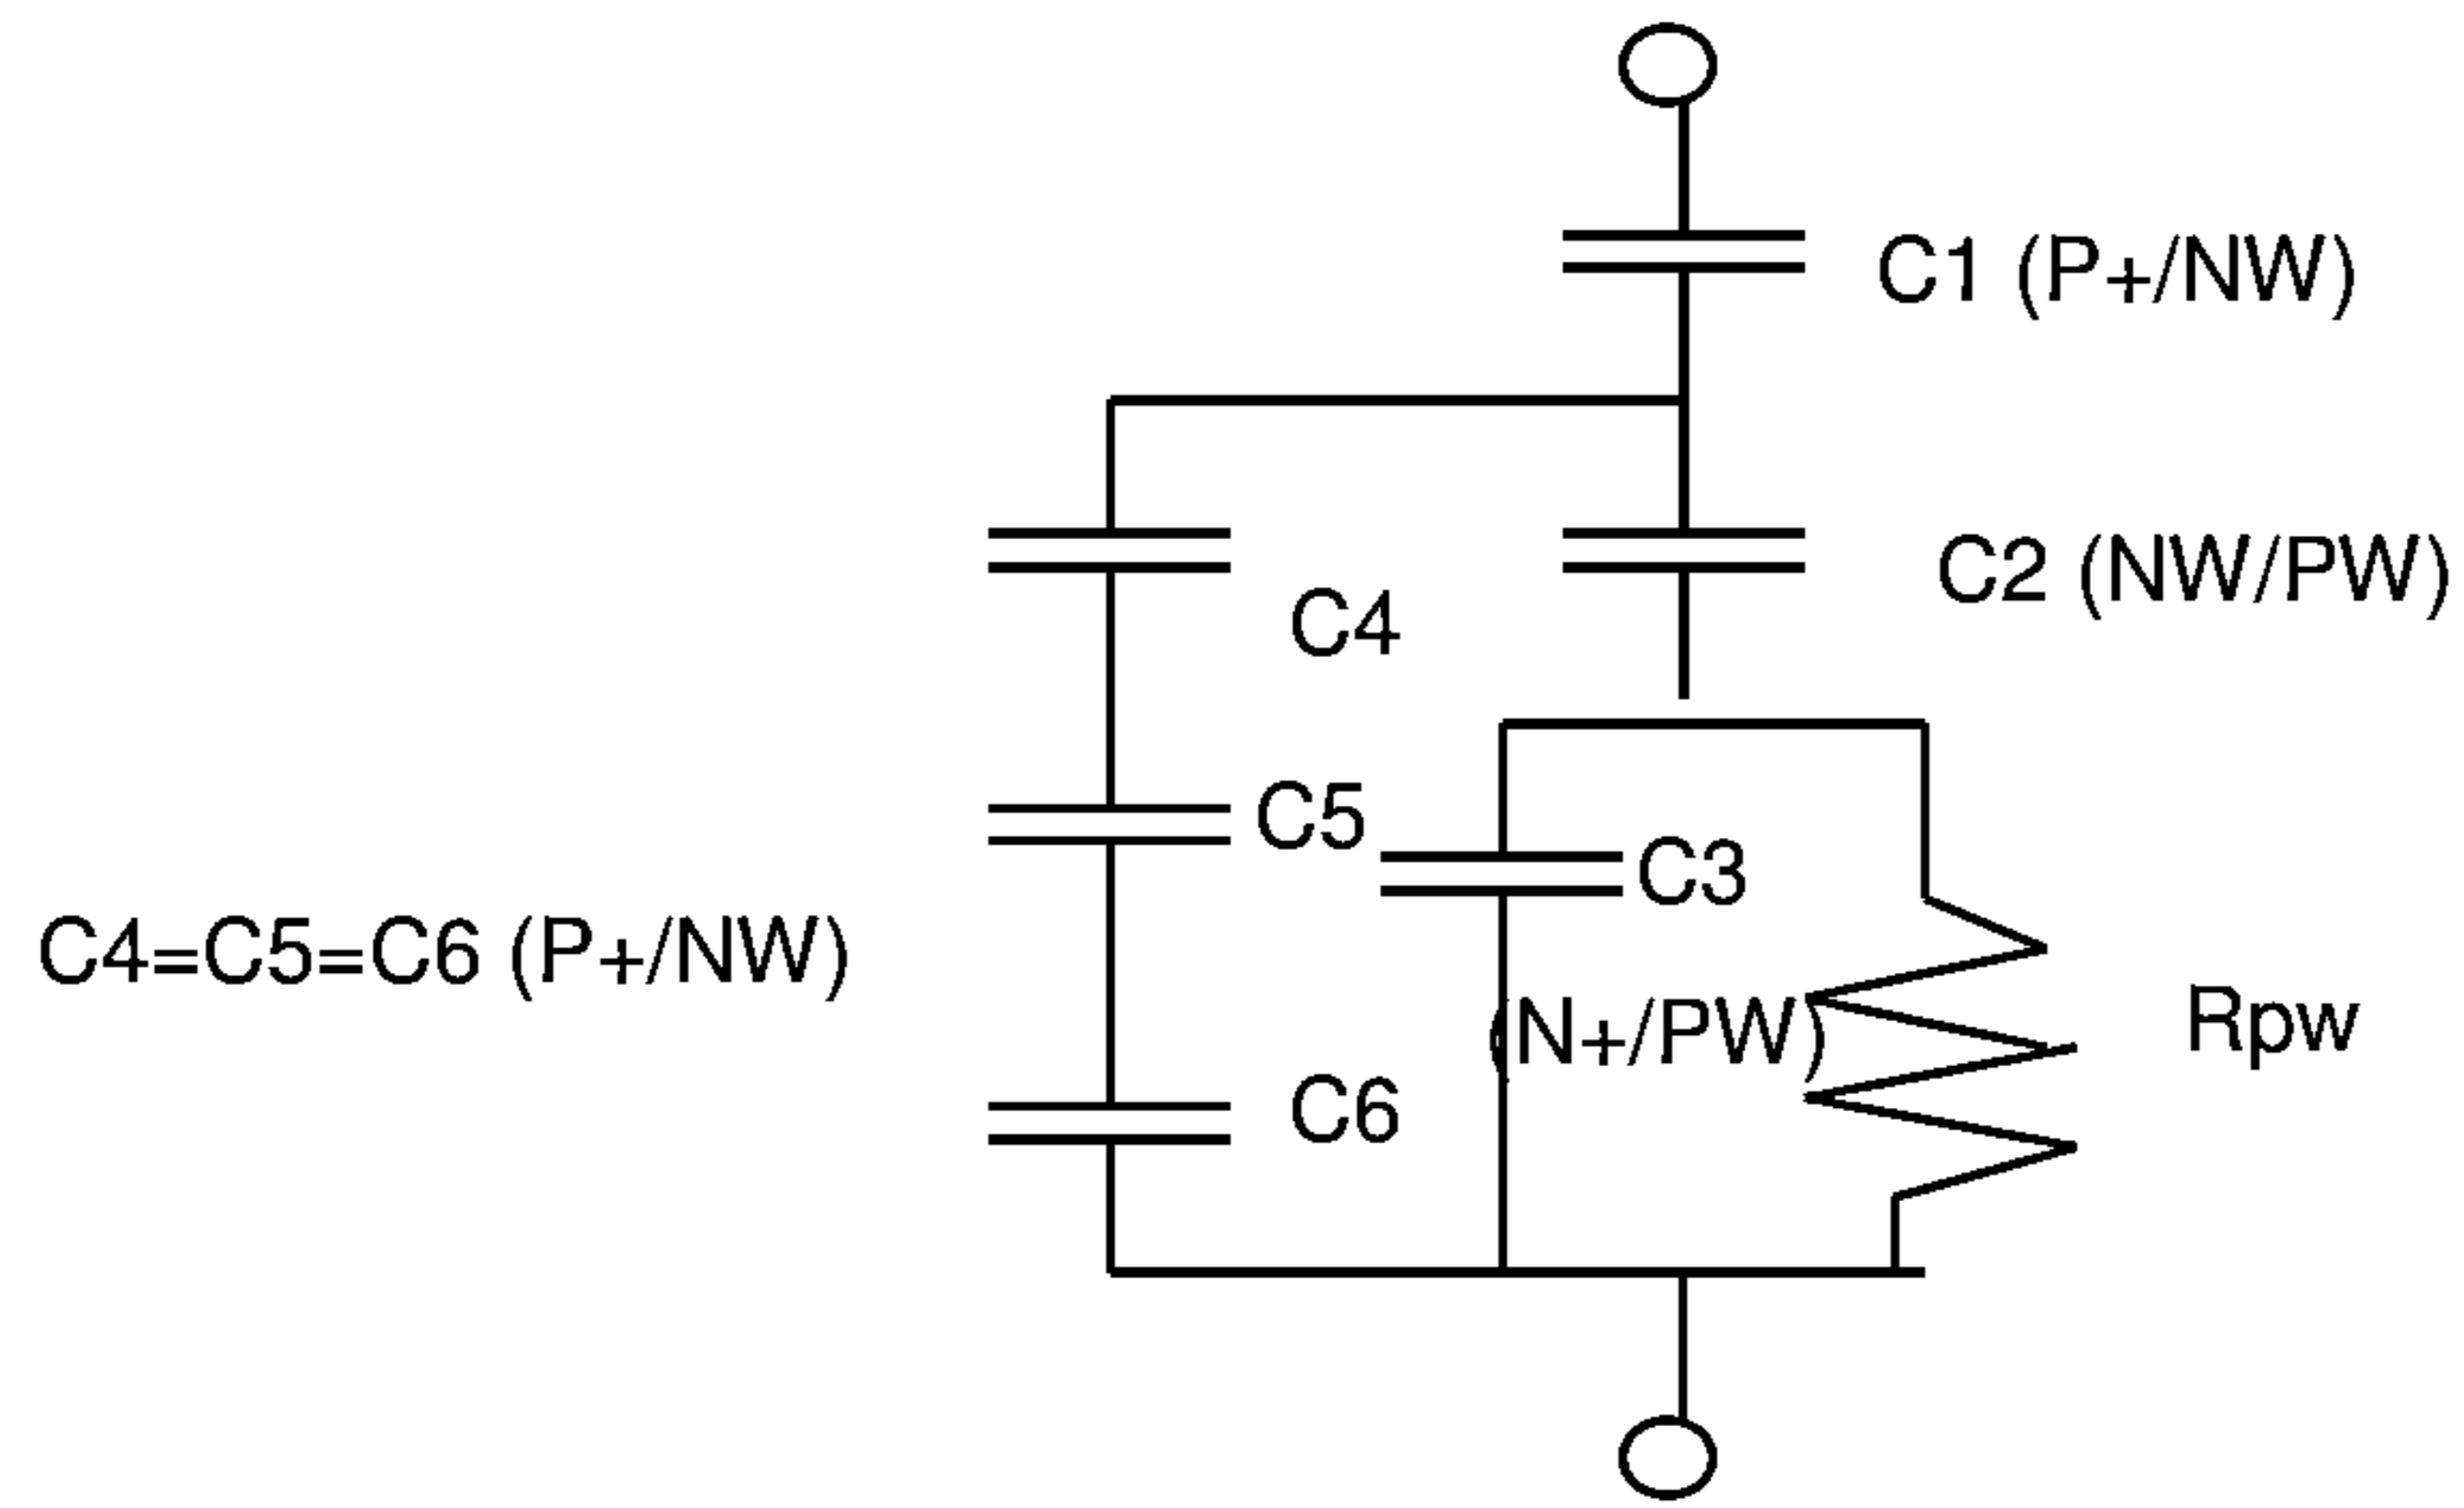 C1 (P+/NW)
C2 (NW/PW)
C4
C5
C3
C4=C5=C6 (P+/NW)
(N+/PW)
Rpw
C6